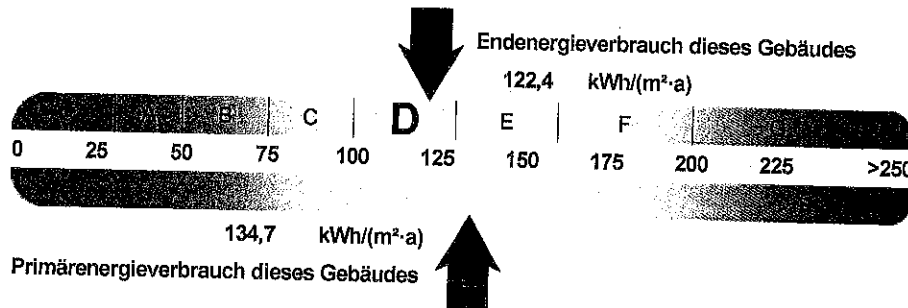 Endenergieverbrauch dieses Gebäudes
122,4 kWh/(m²·a)
A B C D E F
0 25 50 75 100 125 150 175 200 225 >250
134,7 kWh/(m²·a)
Primärenergieverbrauch dieses Gebäudes